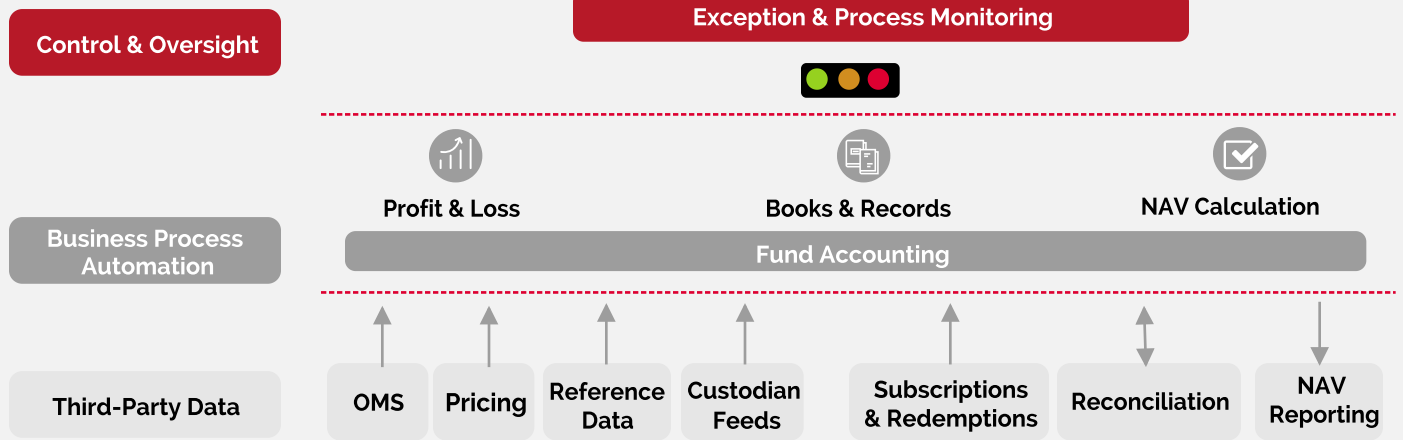 Exception & Process Monitoring
Control & Oversight
Profit & Loss
Books & Records
NAV Calculation
Business Process
Automation
Fund Accounting
Third-Party Data
OMS
Pricing
Reference
Data
Custodian
Feeds
Subscriptions
& Redemptions
Reconciliation
NAV
Reporting